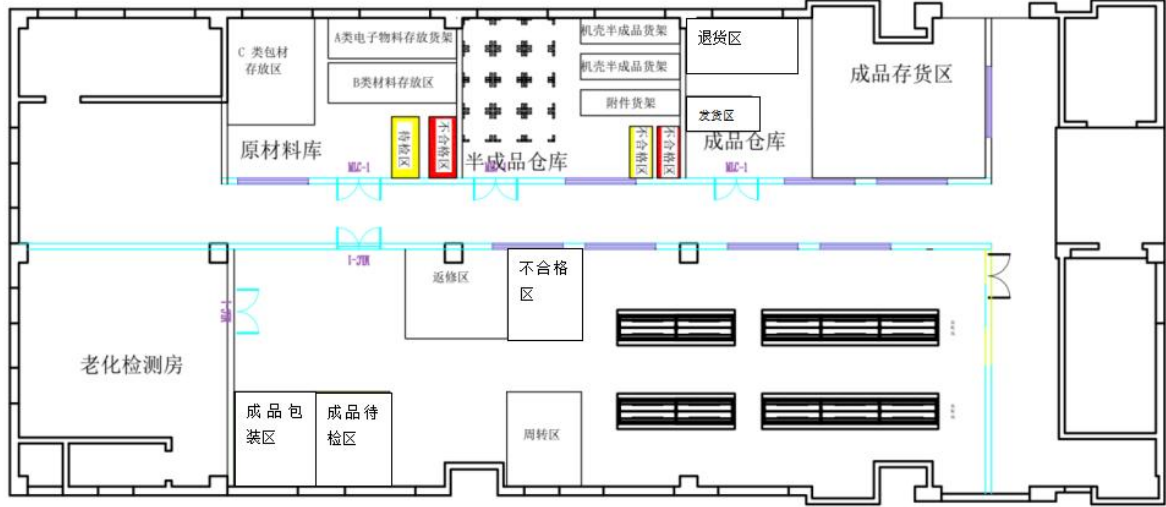 C 类包材
存放区
A类电子物料存放货架
B类材料存放区
待检区
不合格区
原材料库
MLC-1
机壳半成品货架
机壳半成品货架
附件货架
不合格区
不合格区
半成品仓库
退货区
发货区
成品仓库
MLC-1
成品存货区
返修区
不合格
区
老化检测房
成品包
装区
成品待
检区
周转区